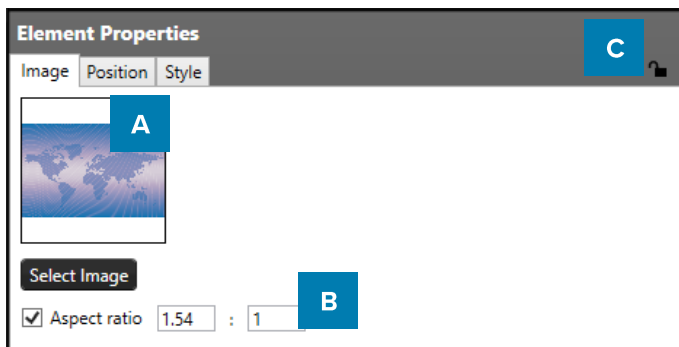 Element Properties
C
Image Position Style
A
Select Image
Aspect ratio 1.54 : 1
B